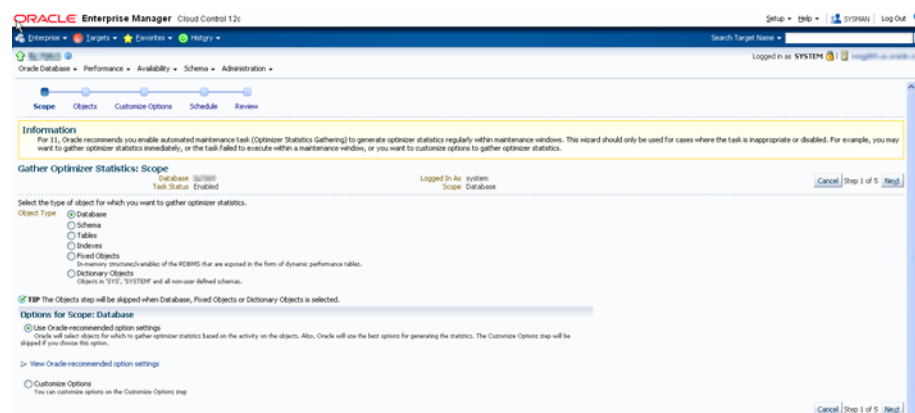 ORACLE Enterprise Manager Cloud Control 12c
Setup Help SYSMAN Log Out
Enterprise Targets Favorites History
Search Target Name
Logged in as SYSTEM
Oracle Database Performance Availability Schema Administration
Scope Objects Customize Options Schedule Review
Information
For 11, Oracle recommends you enable automated maintenance task (Optimizer Statistics Gathering) to generate optimizer statistics regularly within maintenance windows. This wizard should only be used for cases where the task is inappropriate or disabled. For example, you may
want to gather optimizer statistics immediately, or the task failed to execute within a maintenance window, or you want to customize options to gather optimizer statistics.
Gather Optimizer Statistics: Scope
Database
Logged In As system
Task Status Enabled
Scope Database
Cancel Step 1 of 5 Next
Select the type of object for which you want to gather optimizer statistics.
Object Type Database
Schema
Tables
Indexes
Fixed Objects
In-memory structures/variables of the RDBMS that are exposed in the form of dynamic performance tables.
Dictionary Objects
Objects in 'SYS', 'SYSTEM' and all non-user defined schemas.
TIP The Objects step will be skipped when Database, Fixed Objects or Dictionary Objects is selected.
Options for Scope: Database
Use Oracle-recommended option settings
Oracle will select objects for which to gather optimizer statistics based on the activity on the objects. Also, Oracle will use the best options for generating the statistics. The Customize Options step will be
skipped if you choose this option.
View Oracle-recommended option settings
Customize Options
You can customize options on the Customize Options step
Cancel Step 1 of 5 Next